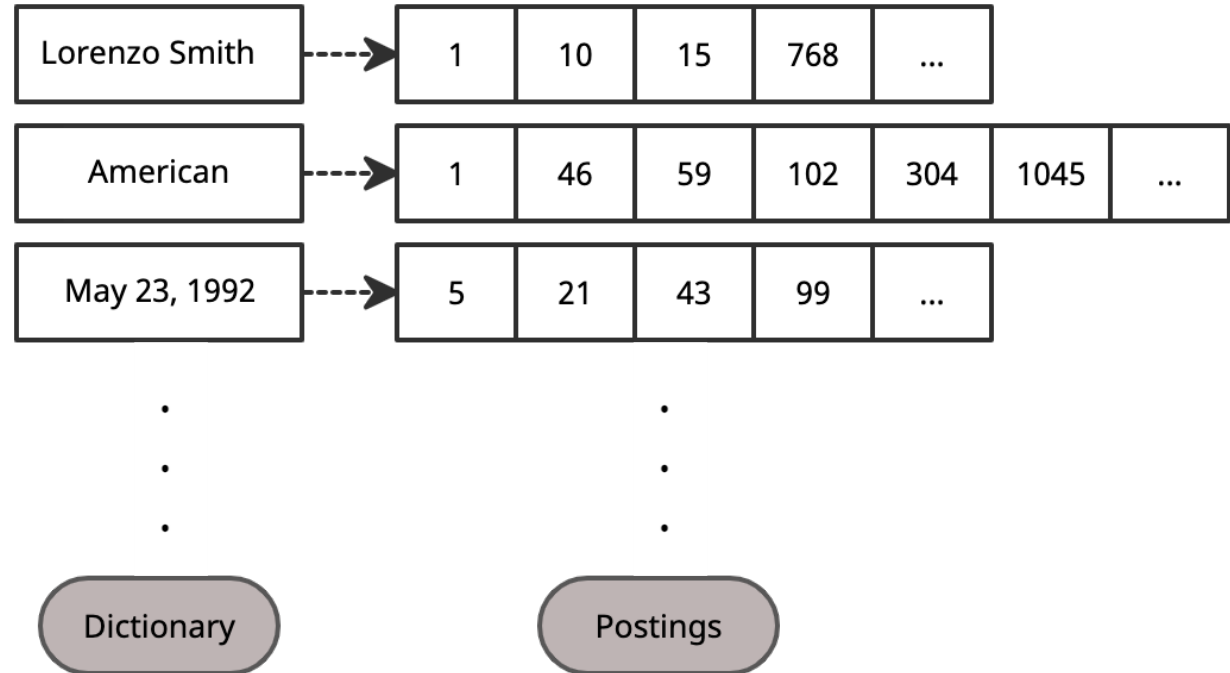 Lorenzo Smith 1 10 15 768 ...
American 1 46 59 102 304 1045 ...
May 23, 1992 5 21 43 99 ...
Dictionary Postings